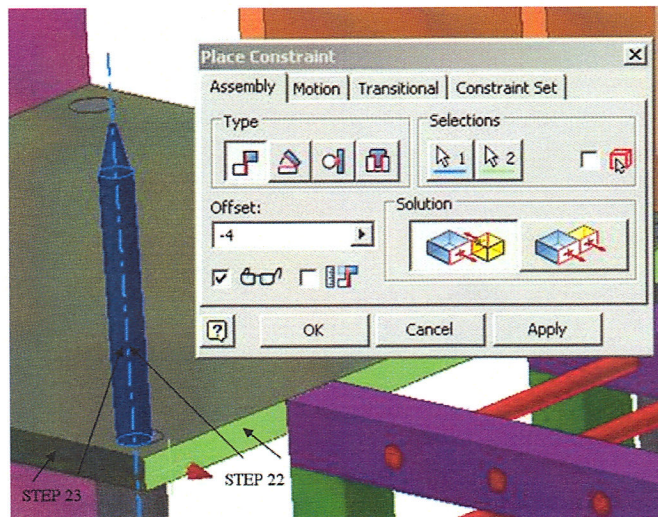 Place Constraint
Assembly Motion Transitional Constraint Set
Type
Selections
1 2
Offset:
-4
Solution
?
OK Cancel Apply
STEP 23
STEP 22